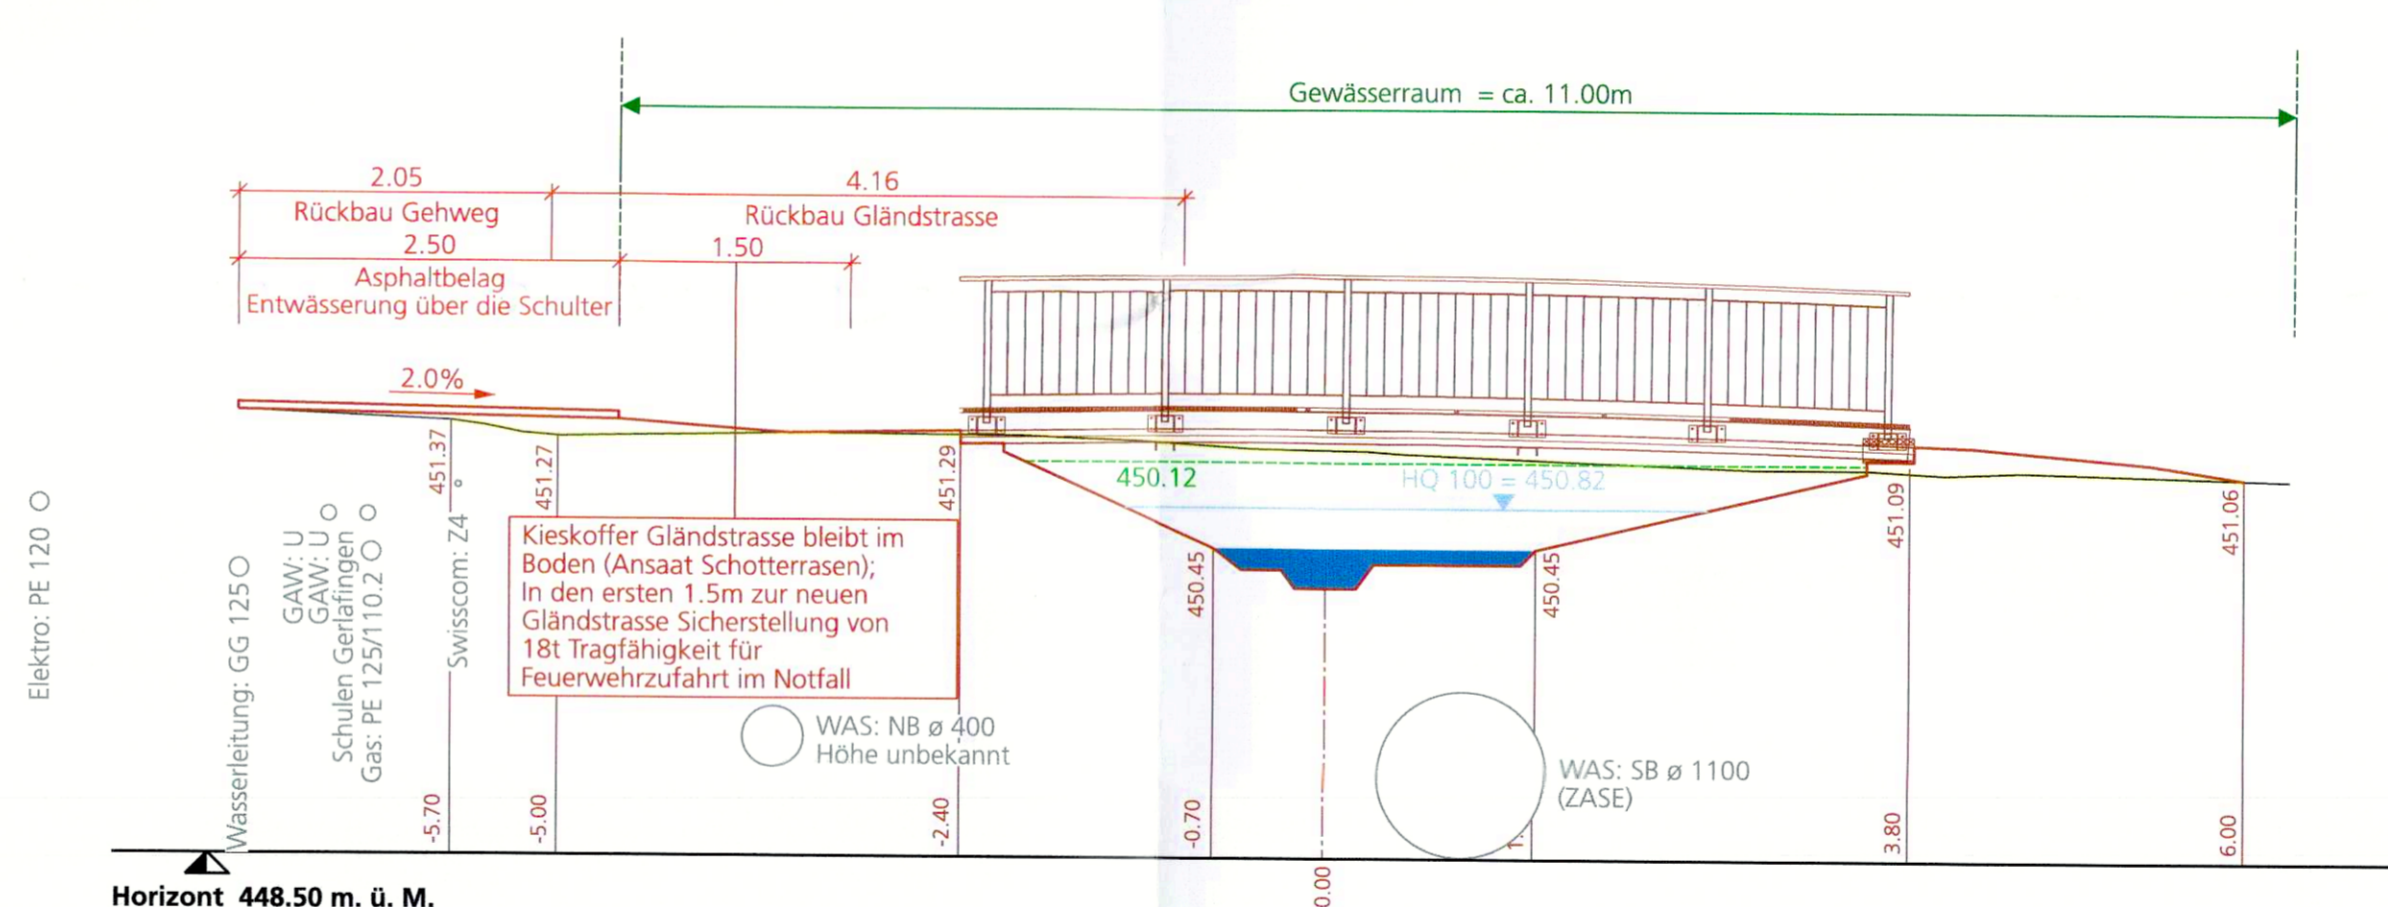 Gewässerraum = ca. 11.00m
2.05
4.16
Rückbau Gehweg
Rückbau Gländstrasse
2.50
1.50
Asphaltbelag
Entwässerung über die Schulter
2.0%
451.37
451.27
451.29
450.12
HQ 100 = 450.82
450.45
450.45
451.09
451.06
Elektro: PE 120
Wasserleitung: GG 125
GAW: U
GAW: U
Schulen Gerlafingen
Gas: PE 125/110.2
Swisscom: Z4
Kieskoffer Gländstrasse bleibt im
Boden (Ansaat Schotterrasen);
In den ersten 1.5m zur neuen
Gländstrasse Sicherstellung von
18t Tragfähigkeit für
Feuerwehrzufahrt im Notfall
WAS: NB ø 400
Höhe unbekannt
WAS: SB ø 1100
(ZASE)
-5.70
-5.00
-2.40
-0.70
0.00
3.80
6.00
Horizont 448.50 m. ü. M.